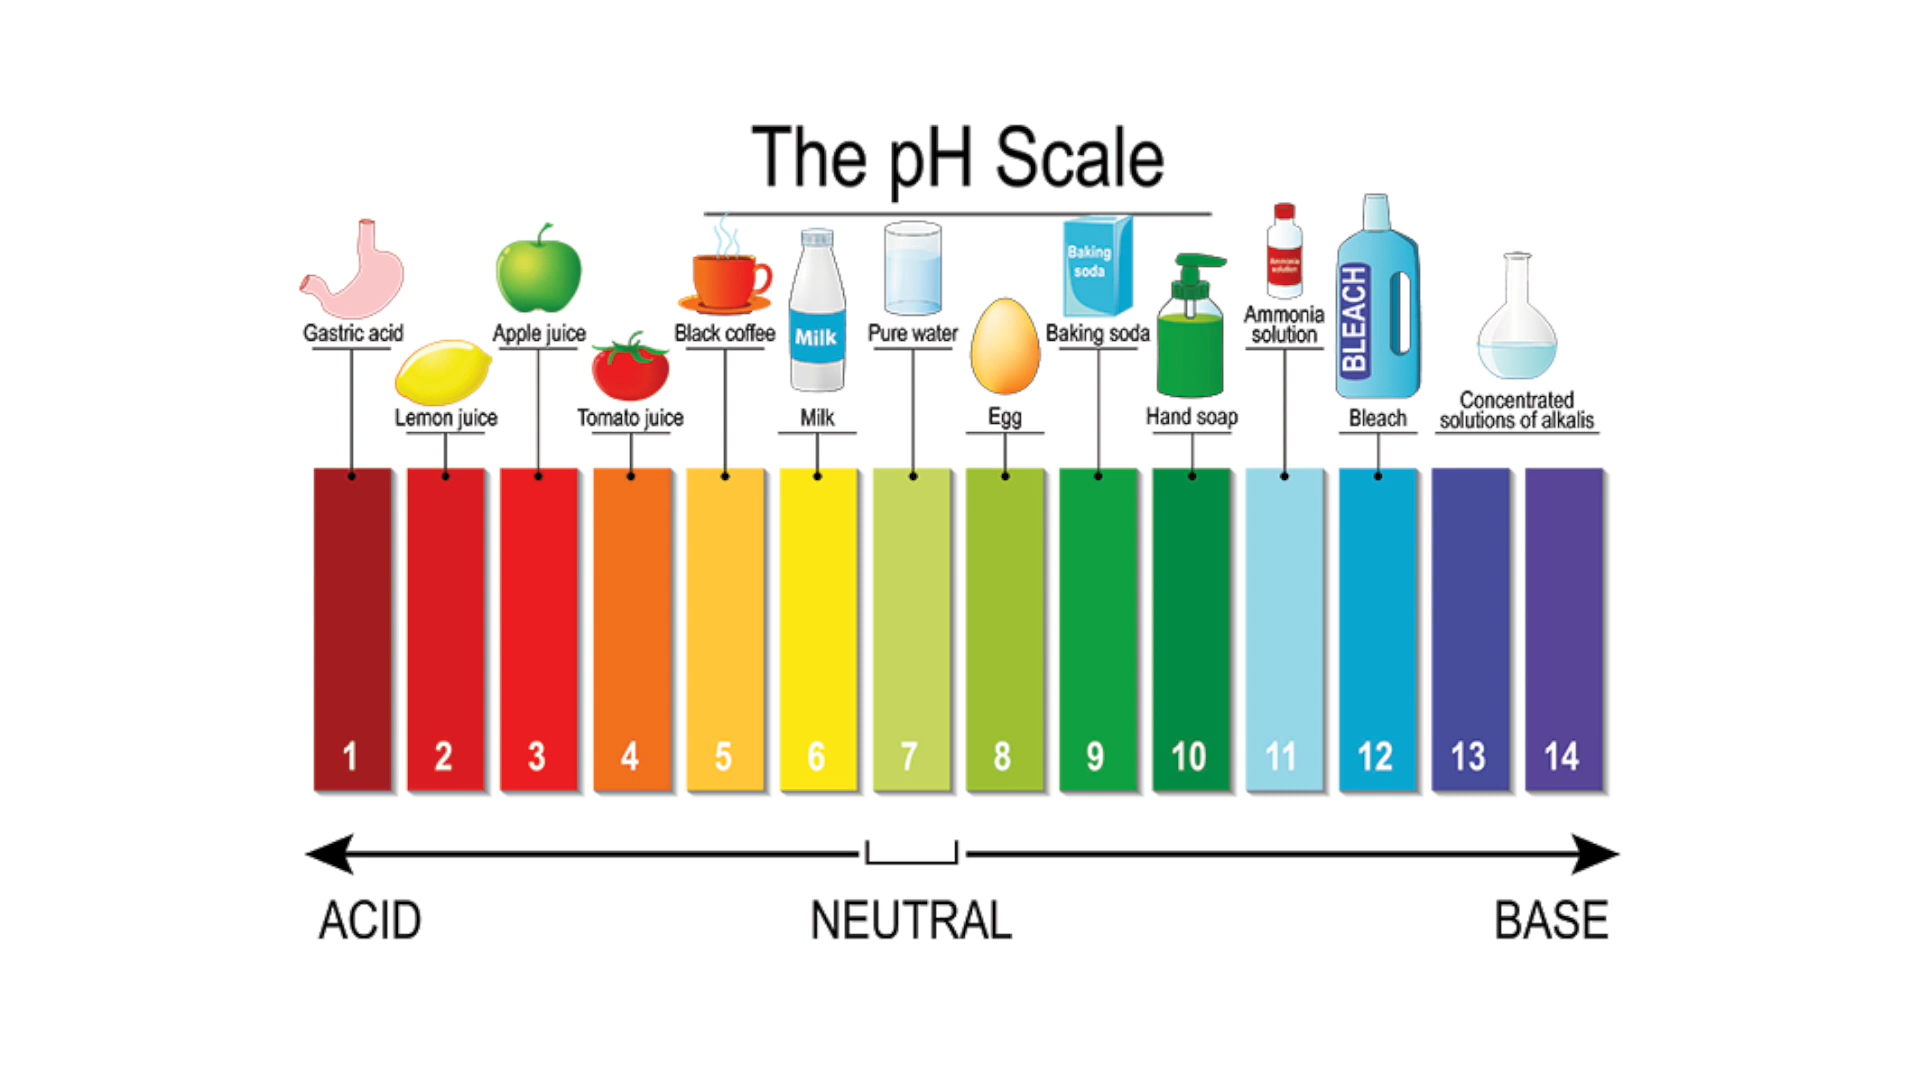 The pH Scale
Gastric acid
Lemon juice
Apple juice
Tomato juice
Black coffee
Milk
Milk
Pure water
Egg
Baking
soda
Baking soda
Hand soap
Ammonia
solution
Ammonia
solution
BLEACH
Bleach
Concentrated
solutions of alkalis
1 2 3 4 5 6 7 8 9 10 11 12 13 14
ACID NEUTRAL BASE